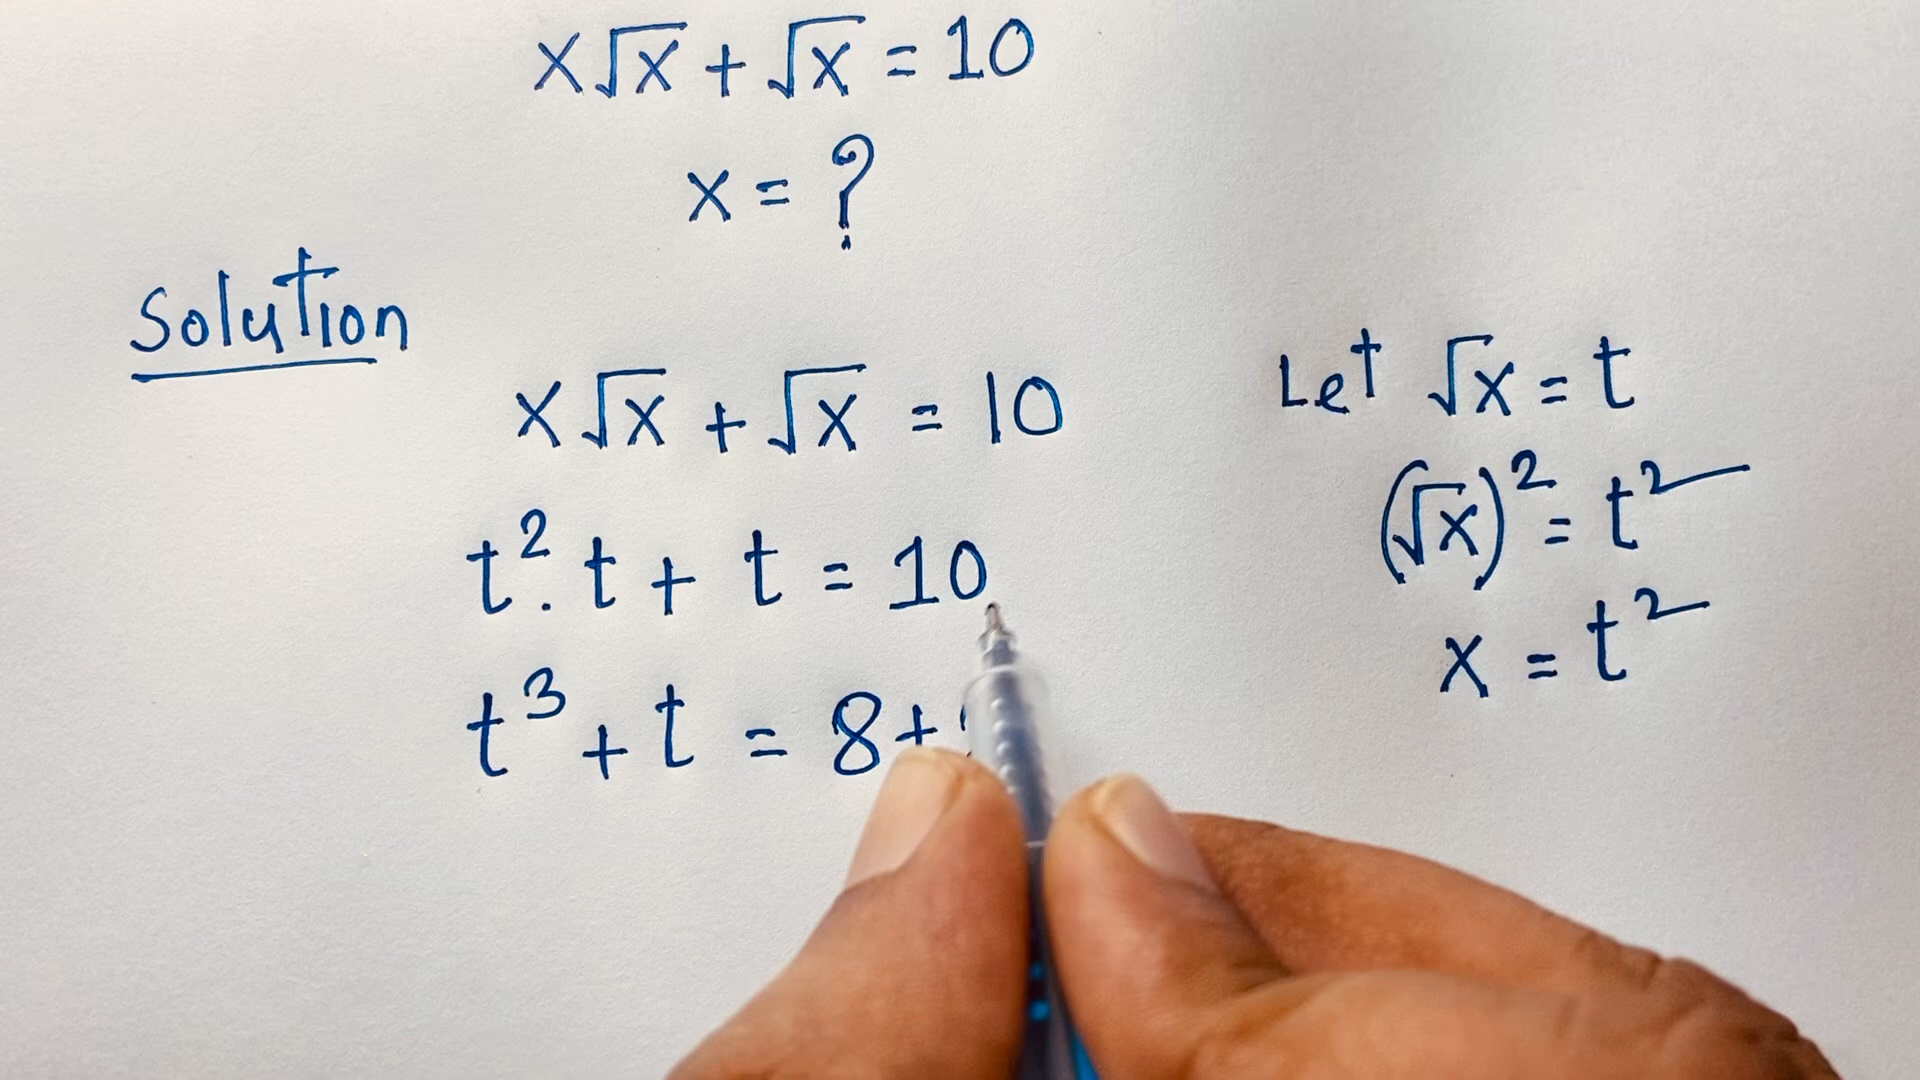 x√x + √x = 10
x = ?
Solution
x√x + √x = 10
t². t + t = 10
t³ + t = 8 +
Let √x = t
(√x)² = t²
x = t²